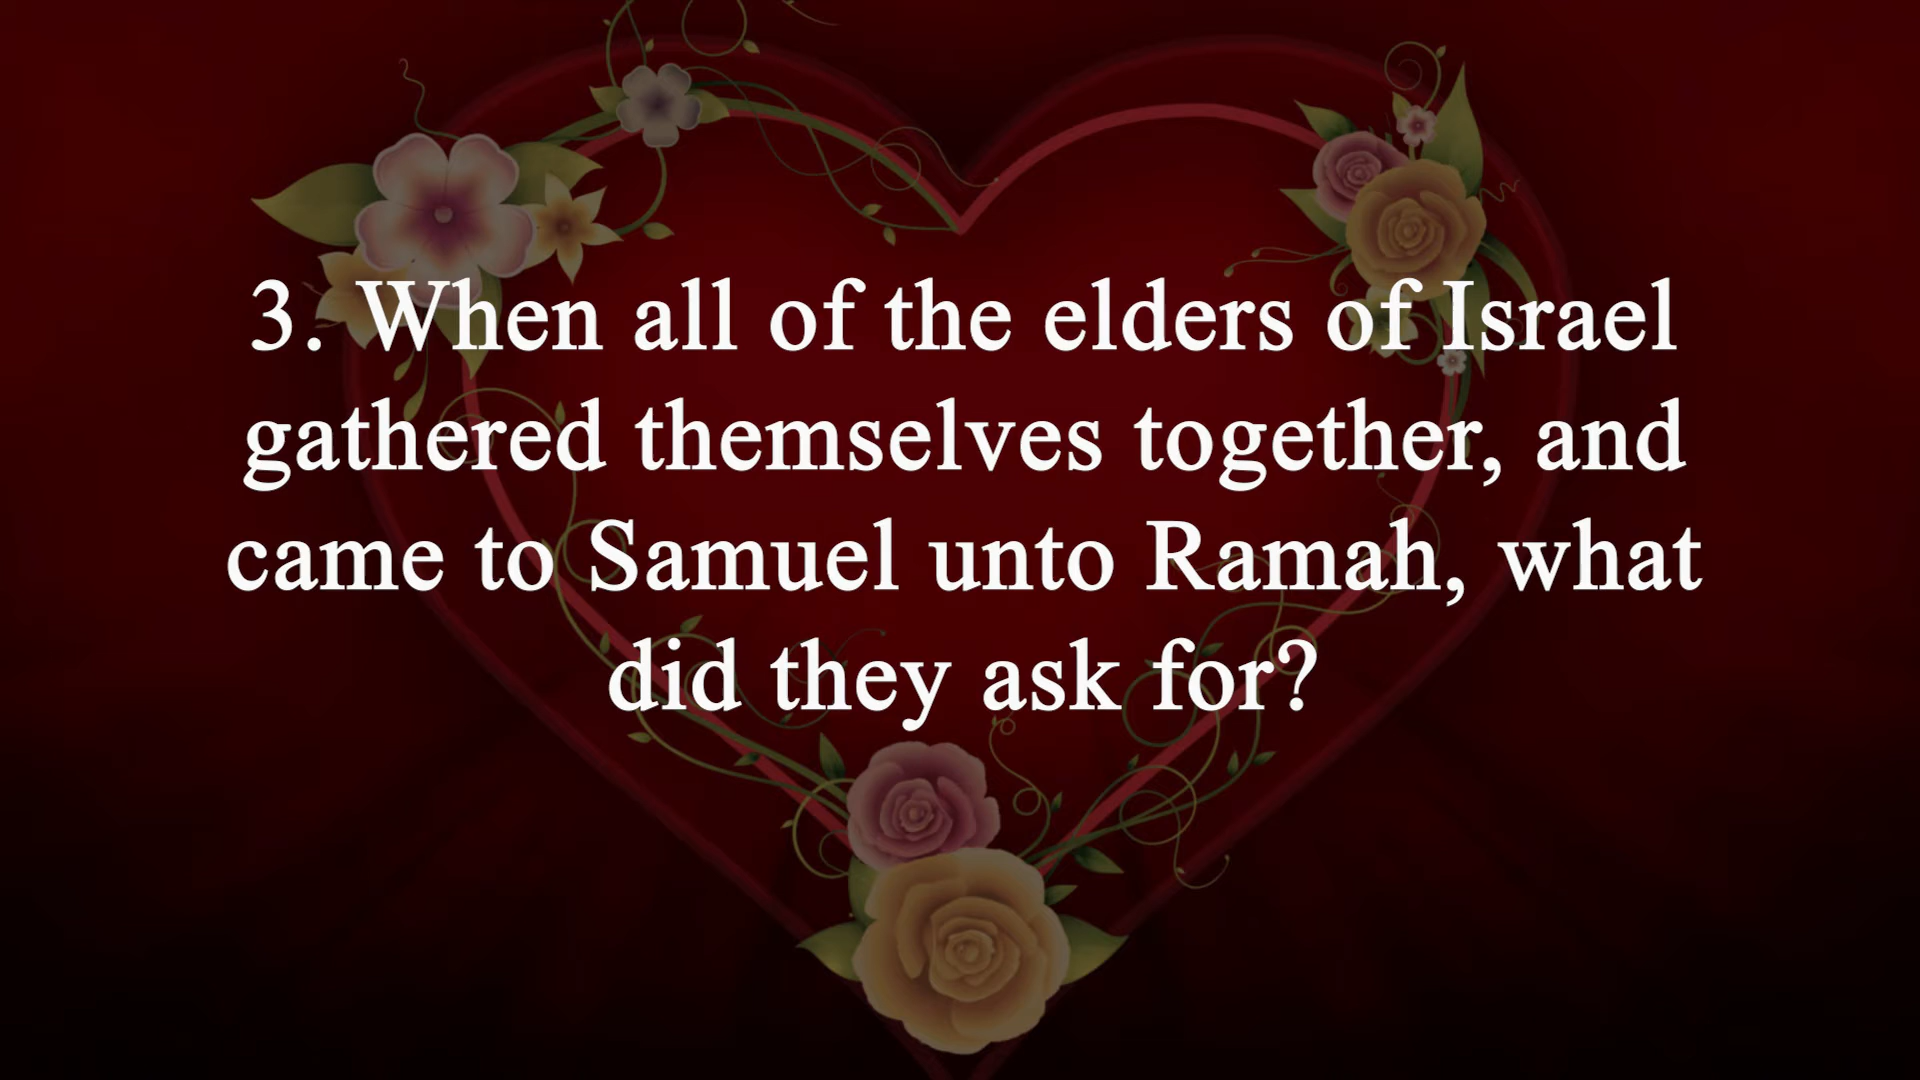 3. When all of the elders of Israel
gathered themselves together, and
came to Samuel unto Ramah, what
did they ask for?